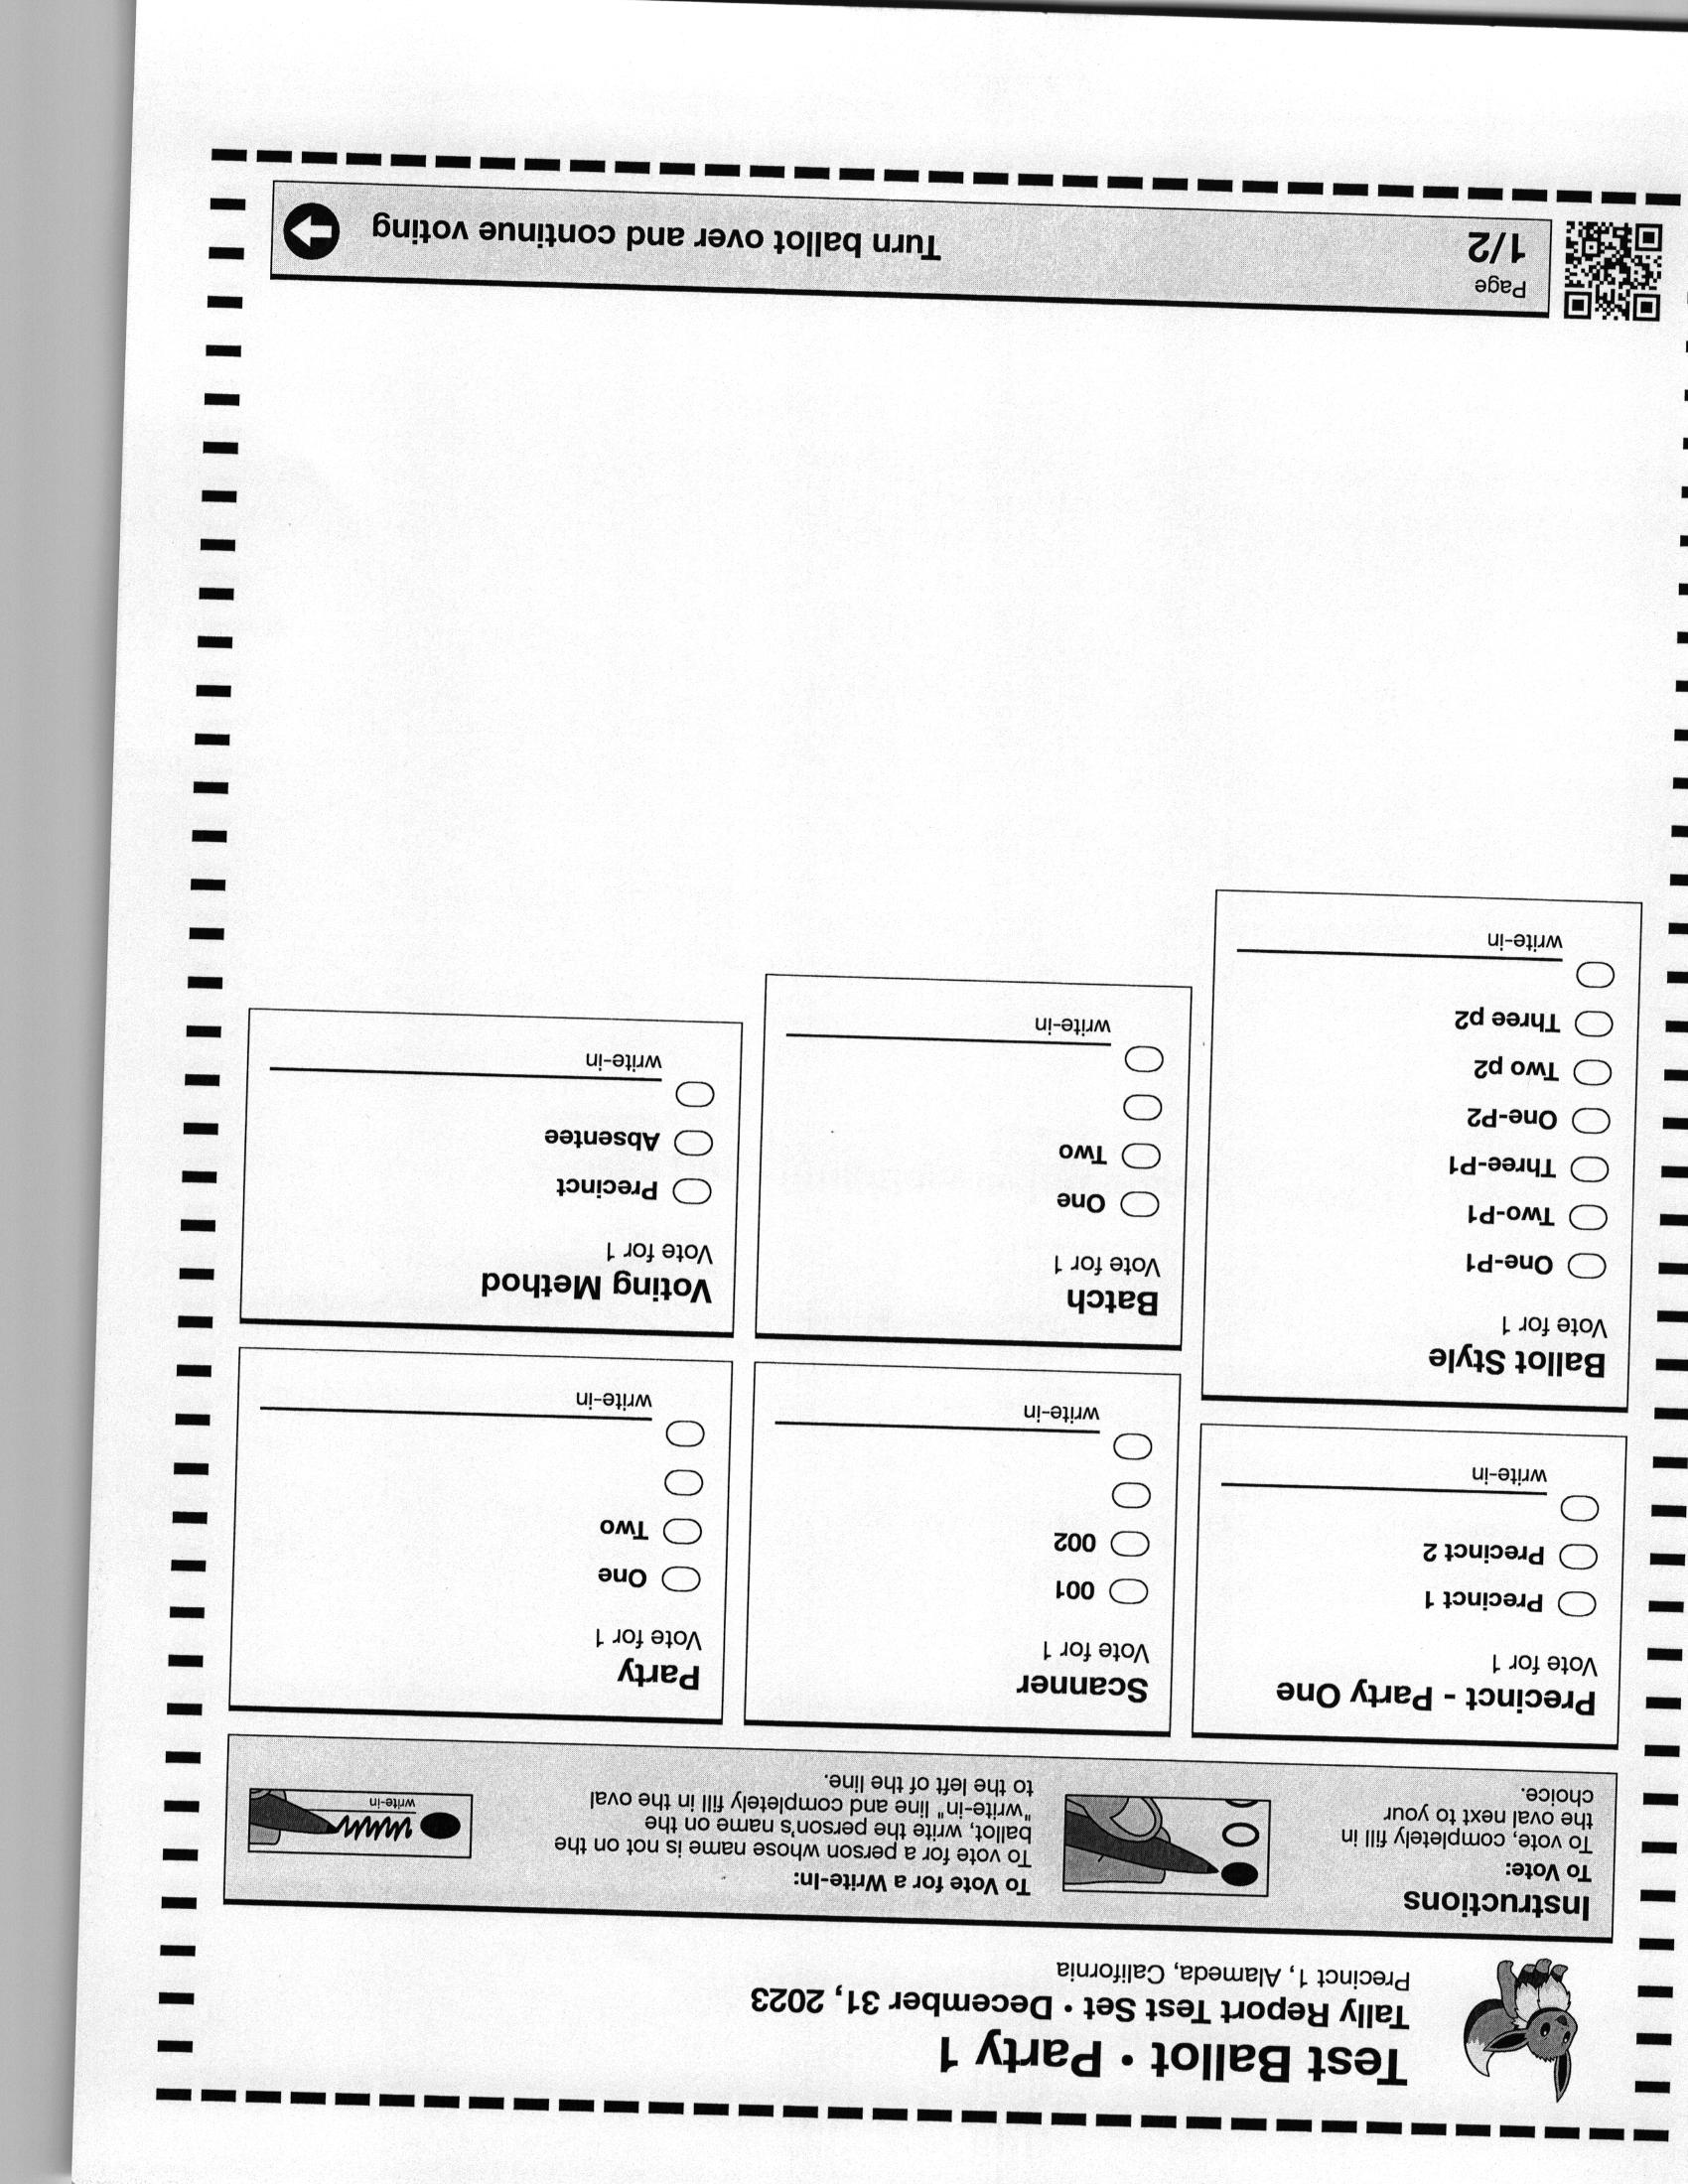 Test Ballot • Party 1
Tally Report Test Set • December 31, 2023
Precinct 1, Alameda, California
Instructions
To Vote:
To vote, completely fill in
the oval next to your
choice.
To Vote for a Write-In:
To vote for a person whose name is not on the
ballot, write the person's name on the
"write-in" line and completely fill in the oval
to the left of the line.
write-in
Precinct - Party One
Vote for 1
Precinct 1
Precinct 2
write-in
Ballot Style
Vote for 1
One-P1
Two-P1
Three-P1
One-P2
Two p2
Three p2
write-in
Scanner
Vote for 1
001
002
write-in
Batch
Vote for 1
One
Two
write-in
Party
Vote for 1
One
Two
write-in
Voting Method
Vote for 1
Precinct
Absentee
write-in
Page
1/2
Turn ballot over and continue voting